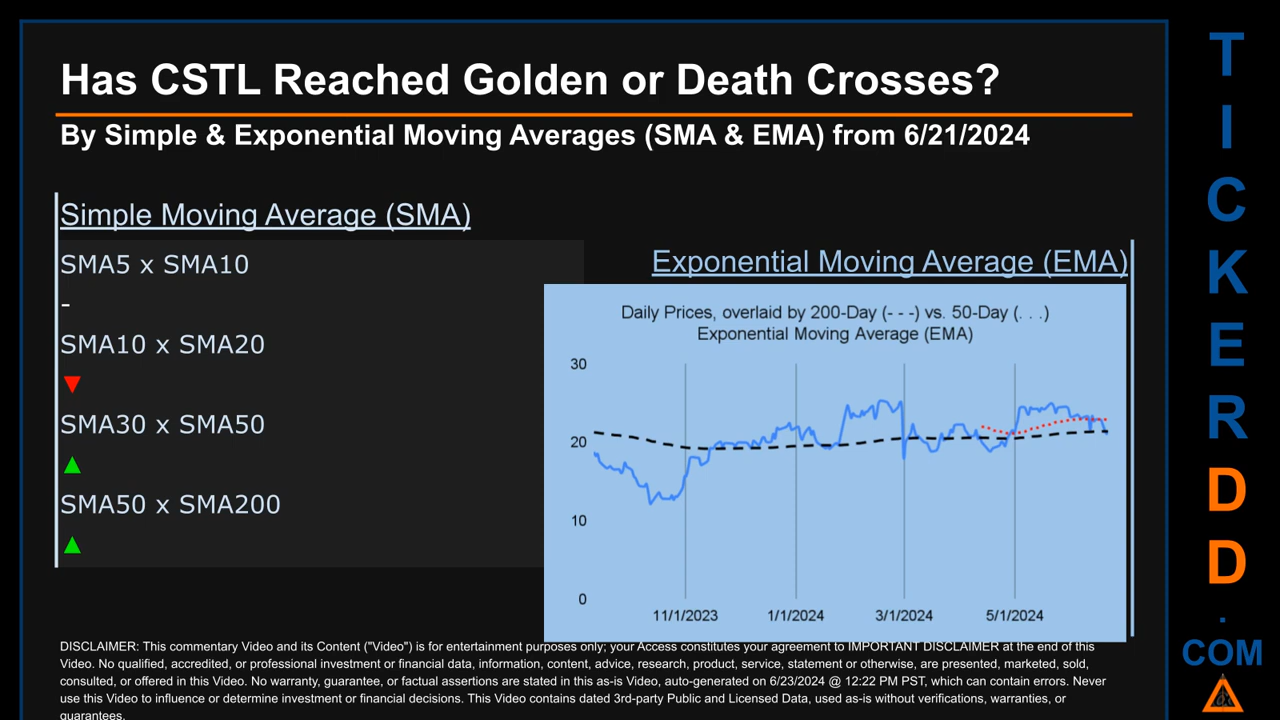 Has CSTL Reached Golden or Death Crosses?
By Simple & Exponential Moving Averages (SMA & EMA) from 6/21/2024
Simple Moving Average (SMA)
SMA5 x SMA10
-
SMA10 x SMA20
▼
SMA30 x SMA50
▲
SMA50 x SMA200
▲
Exponential Moving Average (EMA)
Daily Prices, overlaid by 200-Day (- - -) vs. 50-Day (. . .)
Exponential Moving Average (EMA)
30
20
10
0
11/1/2023
1/1/2024
3/1/2024
5/1/2024
DISCLAIMER: This commentary Video and its Content ("Video") is for entertainment purposes only; your Access constitutes your agreement to IMPORTANT DISCLAIMER at the end of this
Video. No qualified, accredited, or professional investment or financial data, information, content, advice, research, product, service, statement or otherwise, are presented, marketed, sold,
consulted, or offered in this Video. No warranty, guarantee, or factual assertions are stated in this as-is Video, auto-generated on 6/23/2024 @ 12:22 PM PST, which can contain errors. Never
use this Video to influence or determine investment or financial decisions. This Video contains dated 3rd-party Public and Licensed Data, used as-is without verifications, warranties, or
guarantees.
T
I
C
K
E
R
D
D
.
COM